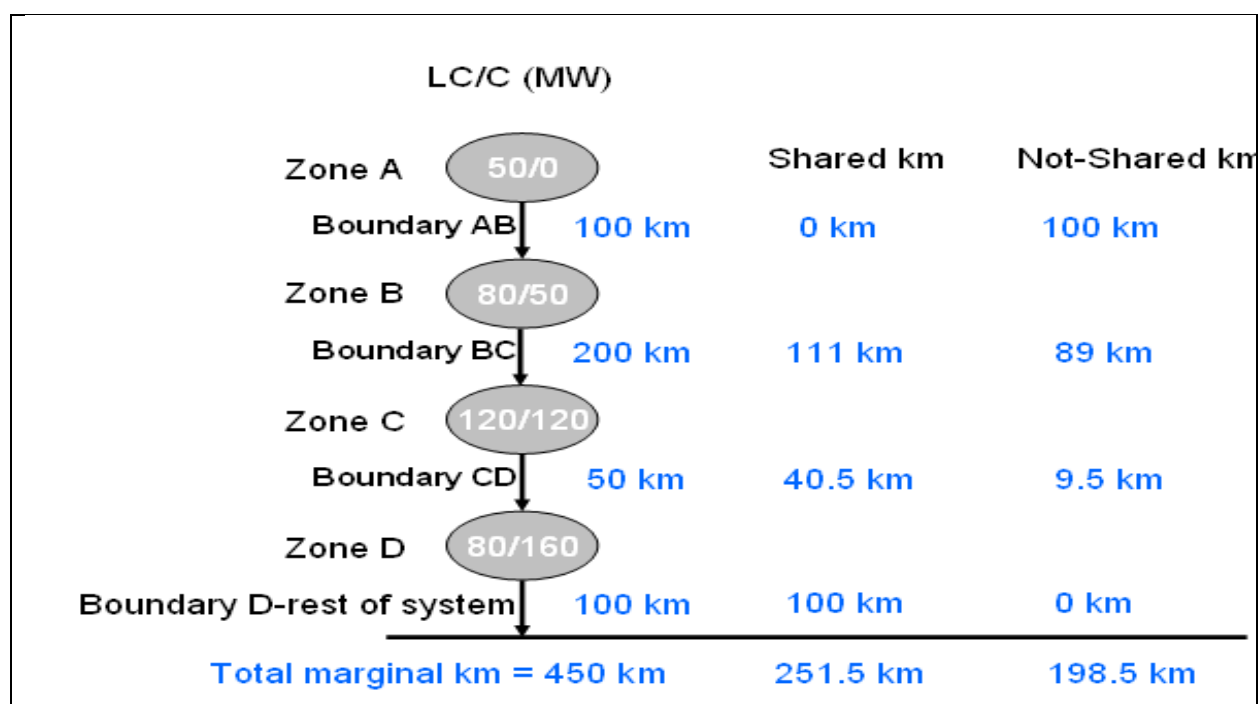 LC/C (MW)
Shared km Not-Shared km
Zone A 50/0
Boundary AB 100 km 0 km 100 km
Zone B 80/50
Boundary BC 200 km 111 km 89 km
Zone C 120/120
Boundary CD 50 km 40.5 km 9.5 km
Zone D 80/160
Boundary D-rest of system 100 km 100 km 0 km
Total marginal km = 450 km 251.5 km 198.5 km